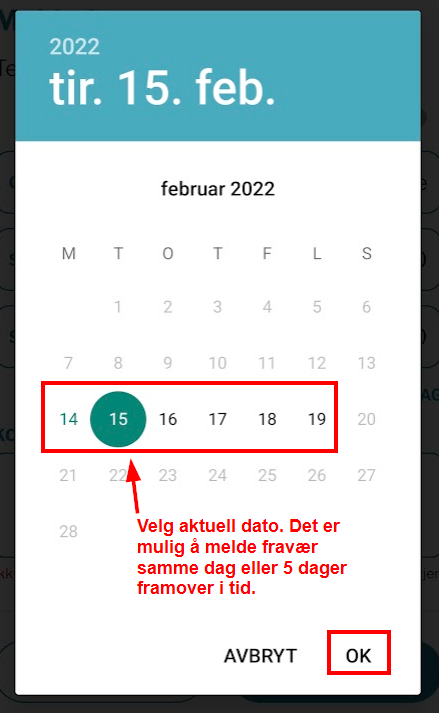 2022
tir. 15. feb.
februar 2022
M T O T F L S
1 2 3 4 5 6
7 8 9 10 11 12 13
14 15 16 17 18 19 20
21 22 23 24 25 26 27
28
Velg aktuell dato. Det er
mulig å melde fravær
samme dag eller 5 dager
framover i tid.
AVBRYT OK